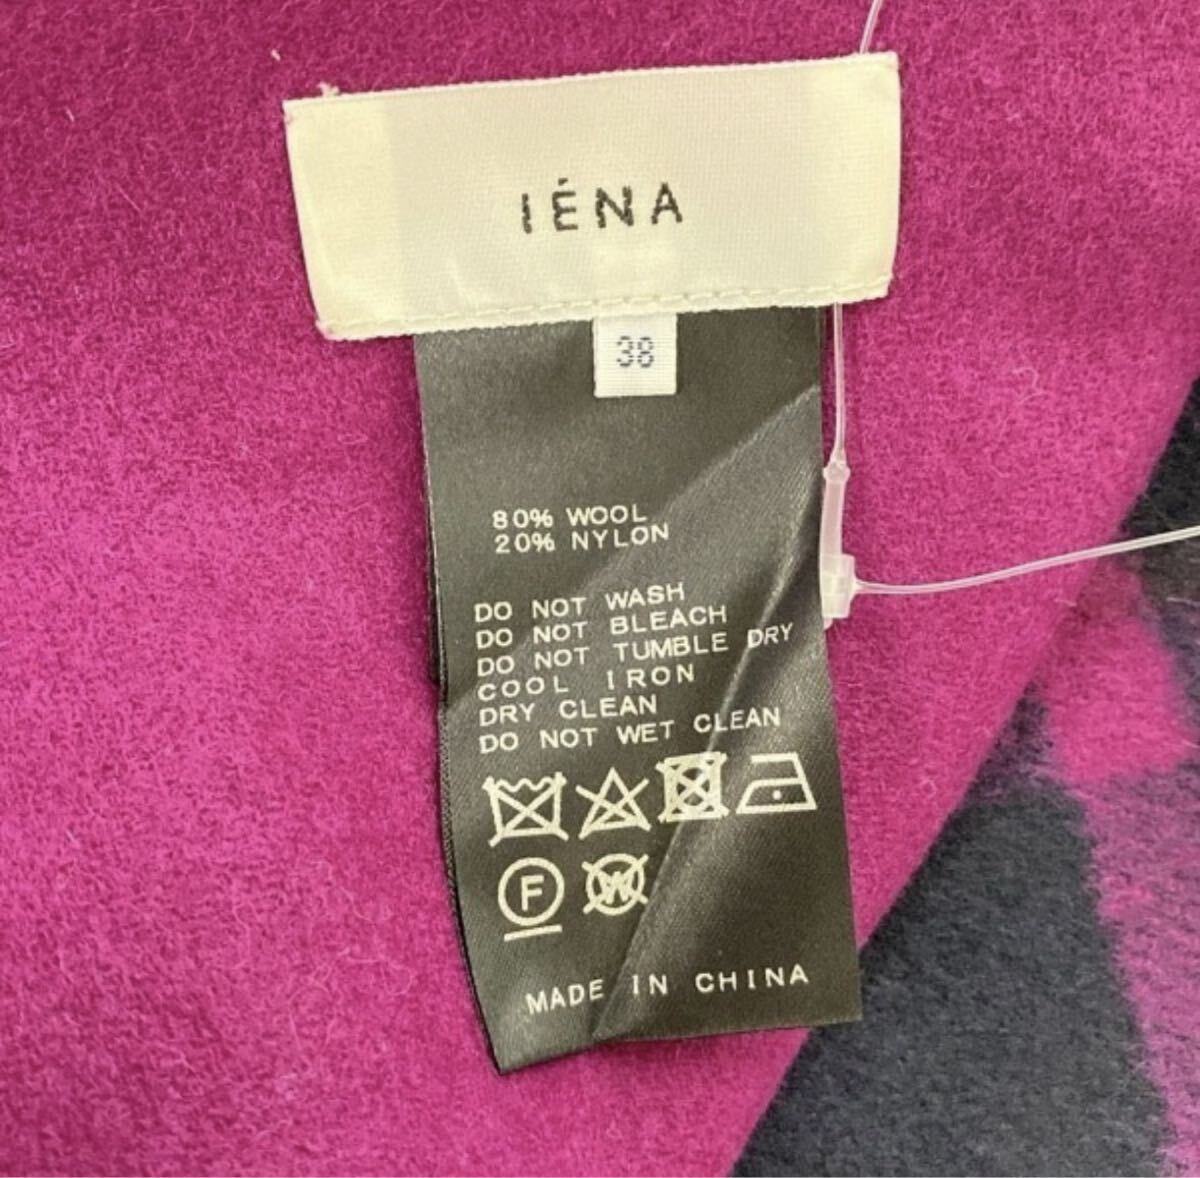 IÉNA
38
80% WOOL
20% NYLON
DO NOT WASH
DO NOT BLEACH
DO NOT TUMBLE DRY
COOL IRON
DRY CLEAN
DO NOT WET CLEAN
F W
MADE IN CHINA